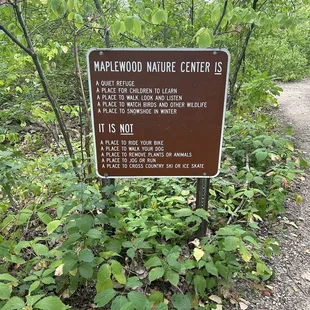 MAPLEWOOD NATURE CENTER IS
A QUIET REFUGE
A PLACE FOR CHILDREN TO LEARN
A PLACE TO WALK LOOK AND LISTEN
A PLACE TO WATCH BIRDS AND OTHER WILDLIFE
A PLACE TO SNOWSHOE IN WINTER
IT IS NOT
A PLACE TO RIDE YOUR BIKE
A PLACE TO WALK YOUR DOG
A PLACE TO REMOVE PLANTS OR ANIMALS
A PLACE TO JOG OR RUN
A PLACE TO CROSS COUNTRY SKI OR ICE SKATE